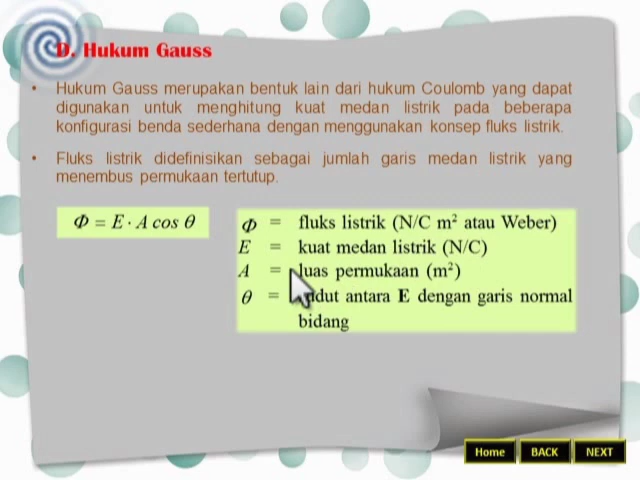 D. Hukum Gauss
• Hukum Gauss merupakan bentuk lain dari hukum Coulomb yang dapat
digunakan untuk menghitung kuat medan listrik pada beberapa
konfigurasi benda sederhana dengan menggunakan konsep fluks listrik.
• Fluks listrik didefinisikan sebagai jumlah garis medan listrik yang
menembus permukaan tertutup.
Φ = E · A cos θ
Φ = fluks listrik (N/C m² atau Weber)
E = kuat medan listrik (N/C)
A = luas permukaan (m²)
θ = sudut antara E dengan garis normal
bidang
Home BACK NEXT